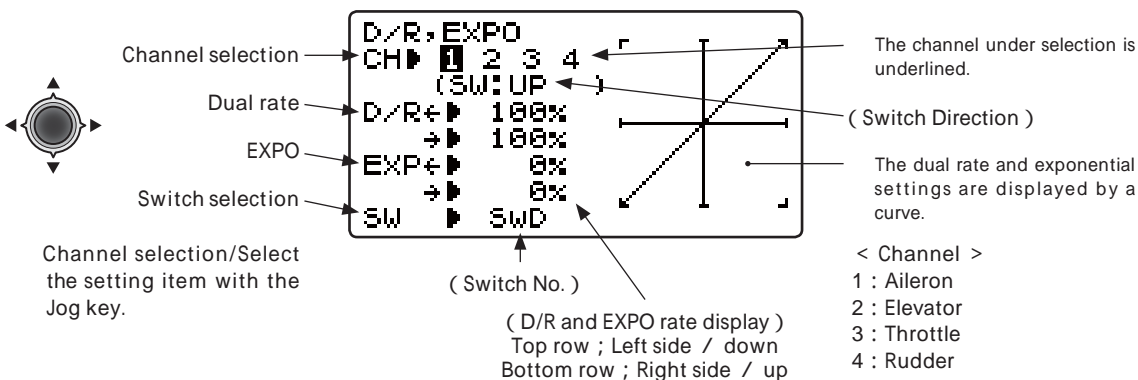 D/R,EXPO
CH▶ 1 2 3 4
(SW:UP )
D/R←▶ 100%
→▶ 100%
EXP←▶ 0%
→▶ 0%
SW ▶ SwD
Channel selection
Dual rate
EXPO
Switch selection
Channel selection/Select
the setting item with the
Jog key.
( Switch No. )
( D/R and EXPO rate display )
Top row ; Left side / down
Bottom row ; Right side / up
The channel under selection is
underlined.
( Switch Direction )
The dual rate and exponential
settings are displayed by a
curve.
< Channel >
1 : Aileron
2 : Elevator
3 : Throttle
4 : Rudder